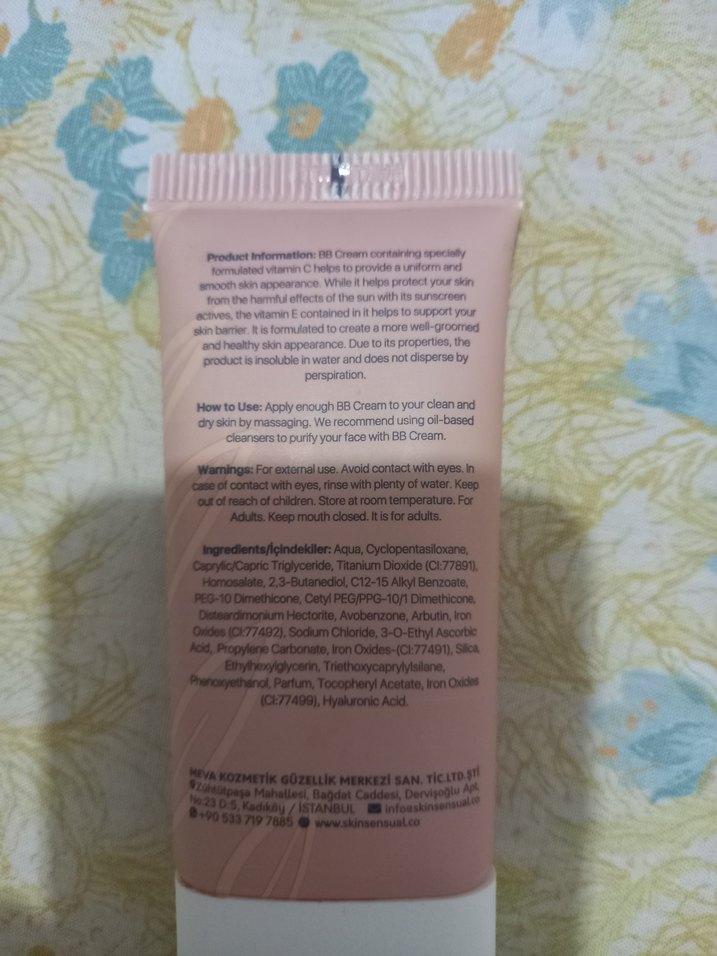 Product Information: BB Cream containing specially
formulated vitamin C helps to provide a uniform and
smooth skin appearance. While it helps protect your skin
from the harmful effects of the sun with its sunscreen
actives, the vitamin E contained in it helps to support your
skin barrier. It is formulated to create a more well-groomed
and healthy skin appearance. Due to its properties, the
product is insoluble in water and does not disperse by
perspiration.
How to Use: Apply enough BB Cream to your clean and
dry skin by massaging. We recommend using oil-based
cleansers to purify your face with BB Cream.
Warnings: For external use. Avoid contact with eyes. In
case of contact with eyes, rinse with plenty of water. Keep
out of reach of children. Store at room temperature. For
Adults. Keep mouth closed. It is for adults.
Ingredients/İçindekiler: Aqua, Cyclopentasiloxane,
Caprylic/Capric Triglyceride, Titanium Dioxide (CI:77891),
Homosalate, 2,3-Butanediol, C12-15 Alkyl Benzoate,
PEG-10 Dimethicone, Cetyl PEG/PPG-10/1 Dimethicone,
Disteardimonium Hectorite, Avobenzone, Arbutin, Iron
Oxides (CI:77492), Sodium Chloride, 3-O-Ethyl Ascorbic
Acid, Propylene Carbonate, Iron Oxides-(CI:77491), Silica,
Ethylhexylglycerin, Triethoxycaprylylsilane,
Phenoxyethanol, Parfum, Tocopheryl Acetate, Iron Oxides
(CI:77499), Hyaluronic Acid.
MEVA KOZMETİK GÜZELLİK MERKEZİ SAN. TİC.LTD.ŞTİ
Zühtütpaşa Mahallesi, Bağdat Caddesi, Dervişoğlu Apt,
No:23 D:5, Kadıköy / İSTANBUL info@skinsensual.co
+90 533 719 7885 www.skinsensual.co